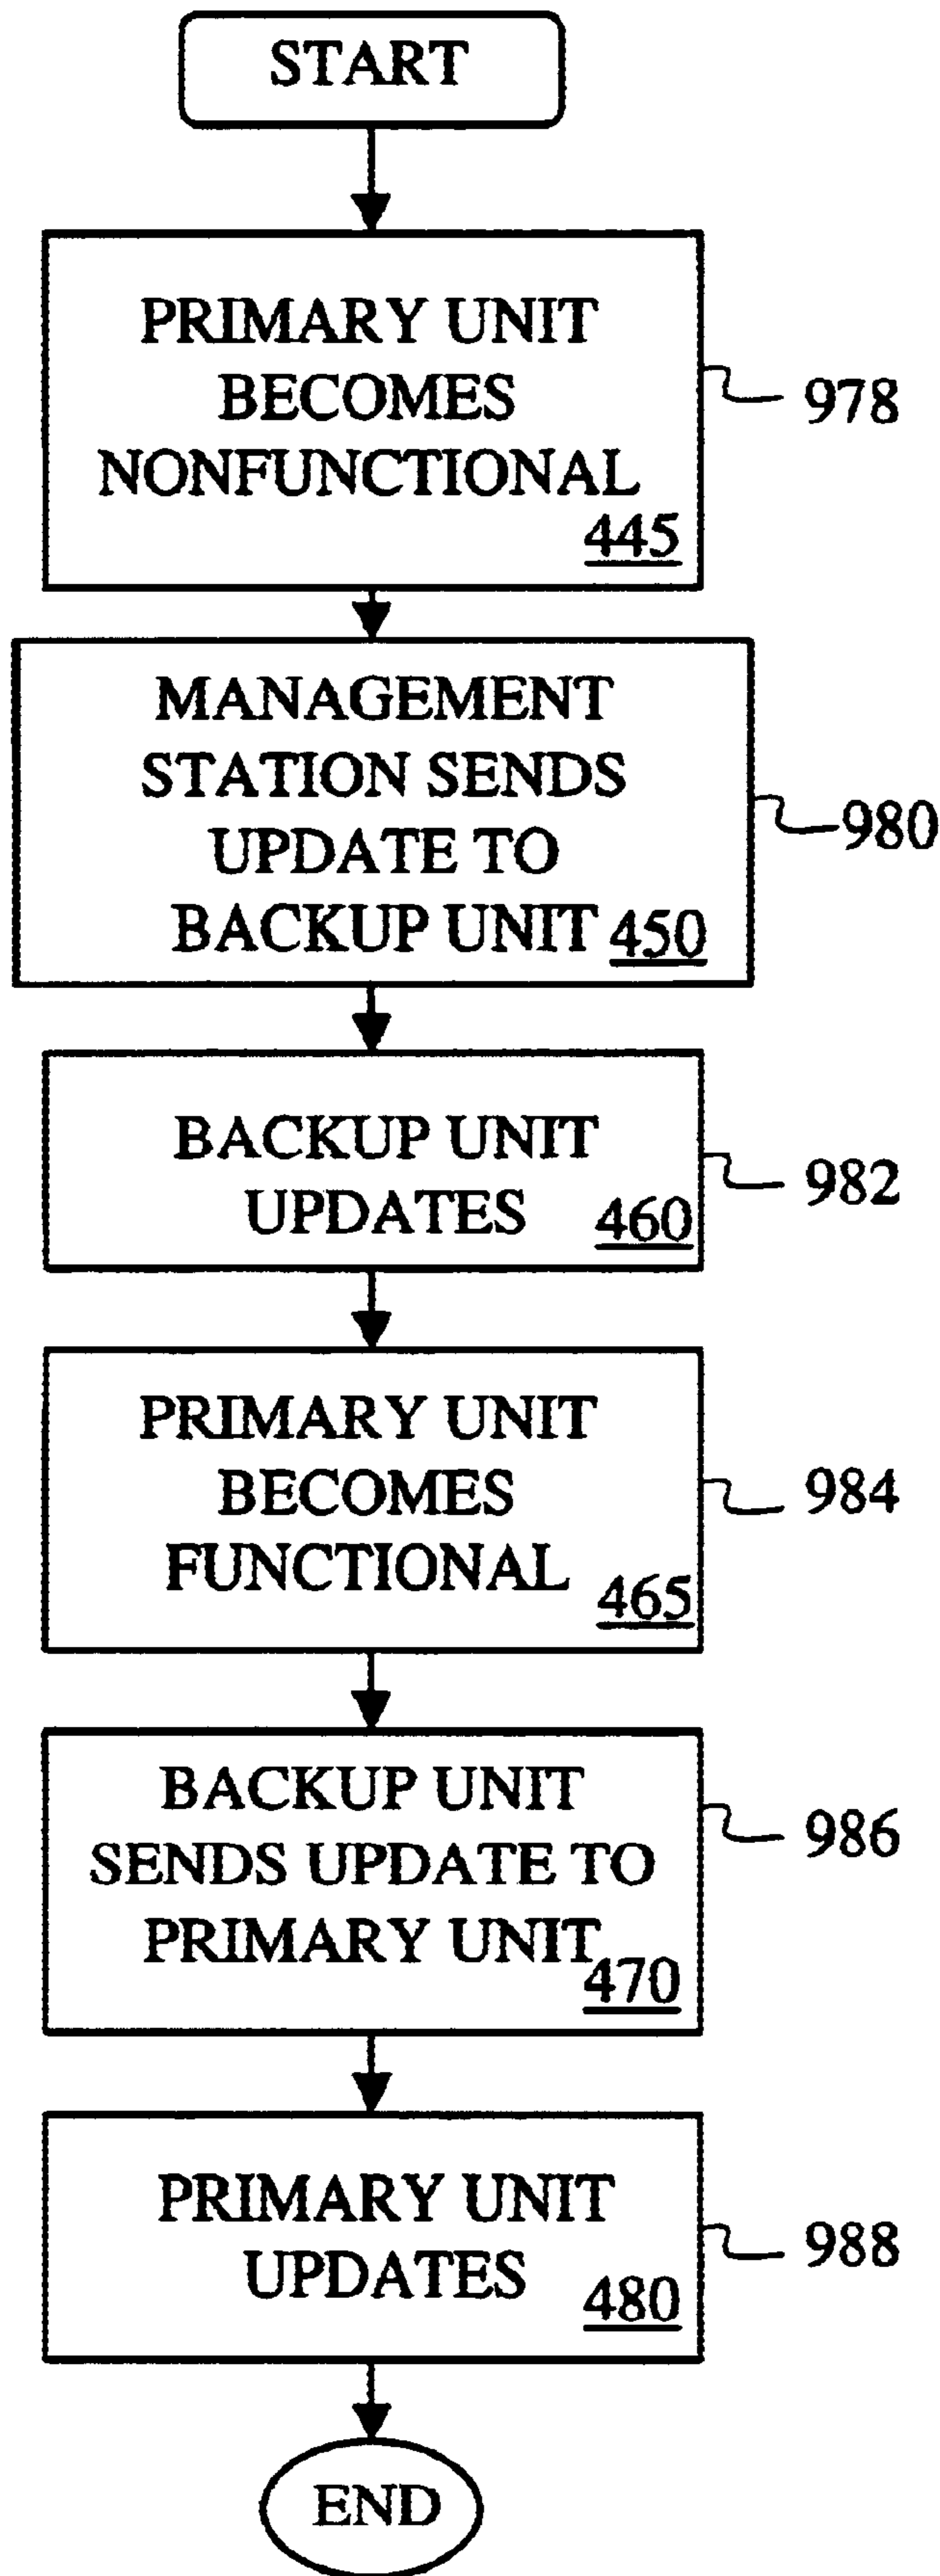 START
PRIMARY UNIT
BECOMES
NONFUNCTIONAL
445
978
MANAGEMENT
STATION SENDS
UPDATE TO
BACKUP UNIT 450
980
BACKUP UNIT
UPDATES
460
982
PRIMARY UNIT
BECOMES
FUNCTIONAL
465
984
BACKUP UNIT
SENDS UPDATE TO
PRIMARY UNIT
470
986
PRIMARY UNIT
UPDATES
480
988
END